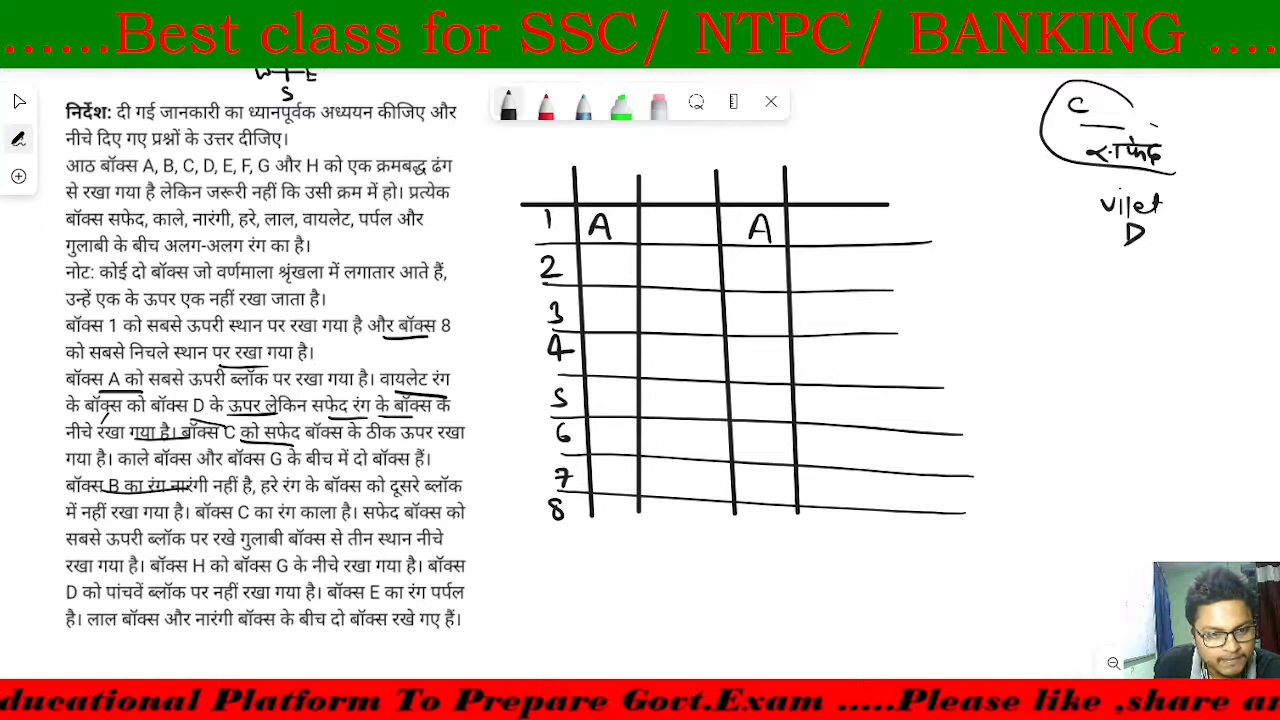 ......Best class for SSC/ NTPC/ BANKING ....
W E
S
निर्देश: दी गई जानकारी का ध्यानपूर्वक अध्ययन कीजिए और
नीचे दिए गए प्रश्नों के उत्तर दीजिए।
आठ बॉक्स A, B, C, D, E, F, G और H को एक क्रमबद्ध ढंग
से रखा गया है लेकिन जरूरी नहीं कि उसी क्रम में हो। प्रत्येक
बॉक्स सफेद, काले, नारंगी, हरे, लाल, वायलेट, पर्पल और
गुलाबी के बीच अलग-अलग रंग का है।
नोट: कोई दो बॉक्स जो वर्णमाला श्रृंखला में लगातार आते हैं,
उन्हें एक के ऊपर एक नहीं रखा जाता है।
बॉक्स 1 को सबसे ऊपरी स्थान पर रखा गया है और बॉक्स 8
को सबसे निचले स्थान पर रखा गया है।
बॉक्स A को सबसे ऊपरी ब्लॉक पर रखा गया है। वायलेट रंग
के बॉक्स को बॉक्स D के ऊपर लेकिन सफेद रंग के बॉक्स के
नीचे रखा गया है। बॉक्स C को सफेद बॉक्स के ठीक ऊपर रखा
गया है। काले बॉक्स और बॉक्स G के बीच में दो बॉक्स हैं।
बॉक्स B का रंग नारंगी नहीं है, हरे रंग के बॉक्स को दूसरे ब्लॉक
में नहीं रखा गया है। बॉक्स C का रंग काला है। सफेद बॉक्स को
सबसे ऊपरी ब्लॉक पर रखे गुलाबी बॉक्स से तीन स्थान नीचे
रखा गया है। बॉक्स H को बॉक्स G के नीचे रखा गया है। बॉक्स
D को पांचवें ब्लॉक पर नहीं रखा गया है। बॉक्स E का रंग पर्पल
है। लाल बॉक्स और नारंगी बॉक्स के बीच दो बॉक्स रखे गए हैं।
1 A A
2
3
4
5
6
7
8
C
vilet
D
ducational Platform To Prepare Govt.Exam .....Please like ,share an